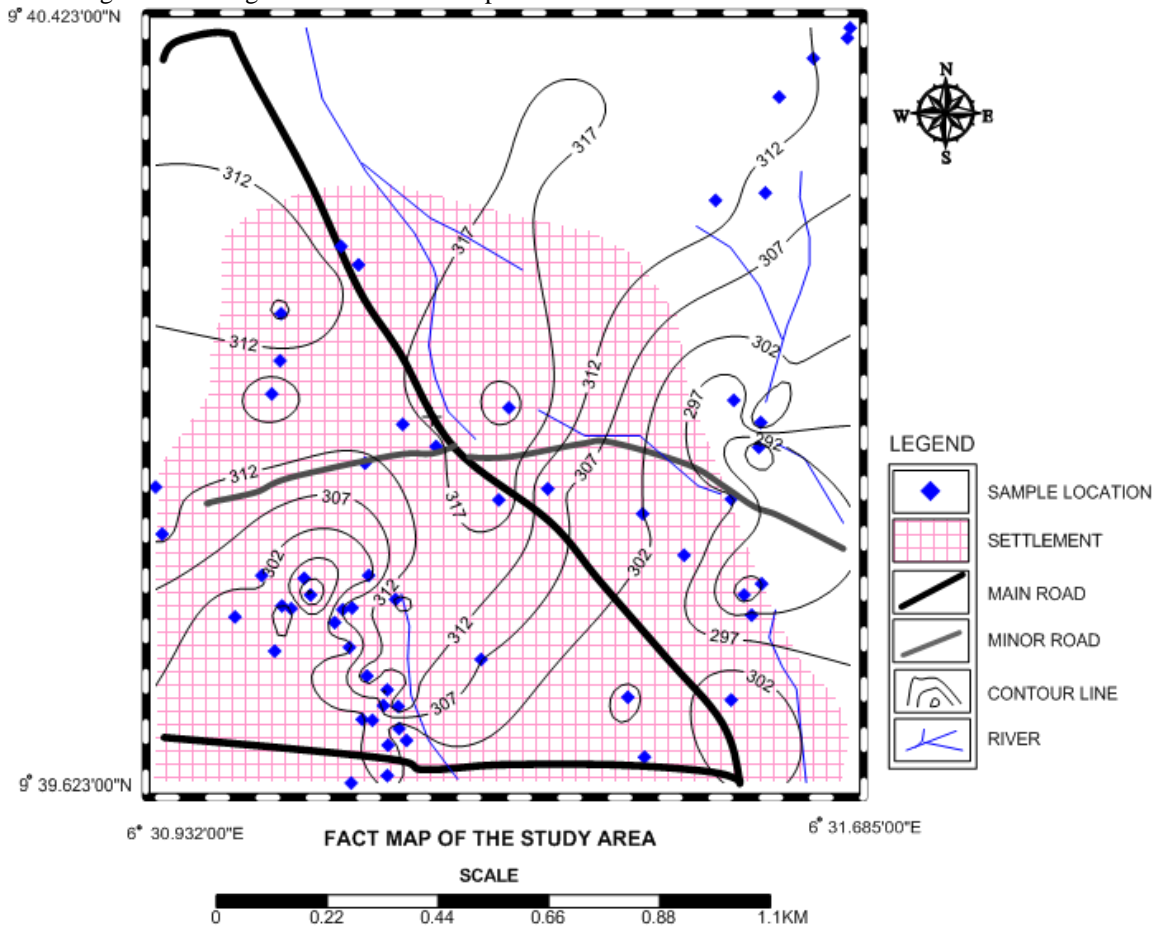 9° 40.423'00"N
N
W E
S
312
317
312
317
307
312
302
312
297
292
312
317
307
307
302
302
312
312
297
302
307
LEGEND
SAMPLE LOCATION
SETTLEMENT
MAIN ROAD
MINOR ROAD
CONTOUR LINE
RIVER
9° 39.623'00"N
6° 30.932'00"E
6° 31.685'00"E
FACT MAP OF THE STUDY AREA
SCALE
0 0.22 0.44 0.66 0.88 1.1KM